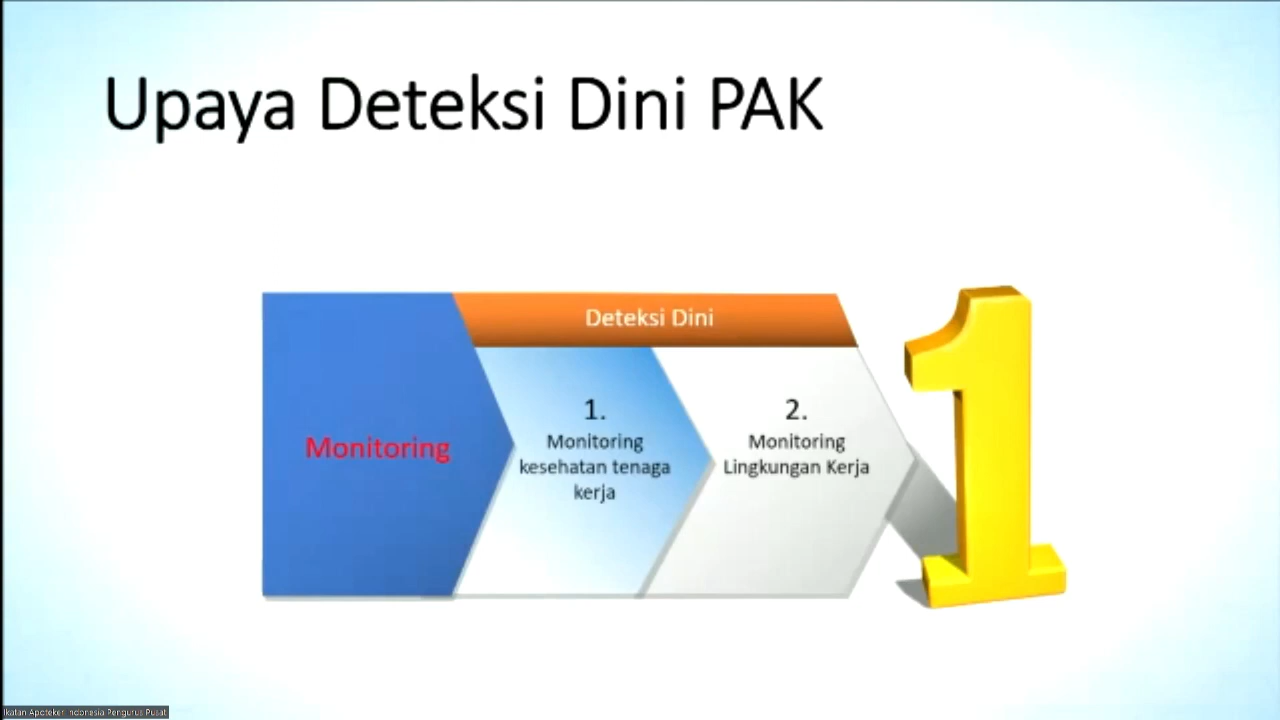 Upaya Deteksi Dini PAK
Deteksi Dini
Monitoring
1.
Monitoring
kesehatan tenaga
kerja
2.
Monitoring
Lingkungan Kerja
1
Ikatan Apoteker Indonesia Pengurus Pusat